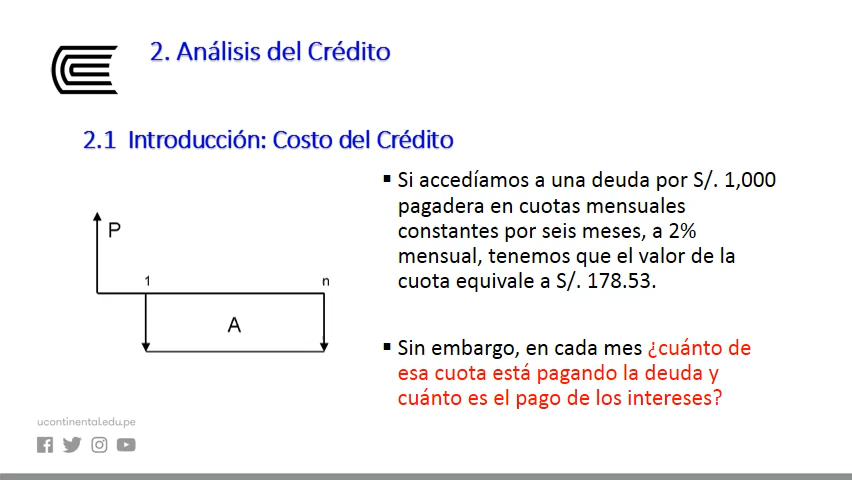 2. Análisis del Crédito
2.1 Introducción: Costo del Crédito
▪ Si accedíamos a una deuda por S/. 1,000
pagadera en cuotas mensuales
constantes por seis meses, a 2%
mensual, tenemos que el valor de la
cuota equivale a S/. 178.53.
▪ Sin embargo, en cada mes ¿cuánto de
esa cuota está pagando la deuda y
cuánto es el pago de los intereses?
P
1
n
A
ucontinental.edu.pe